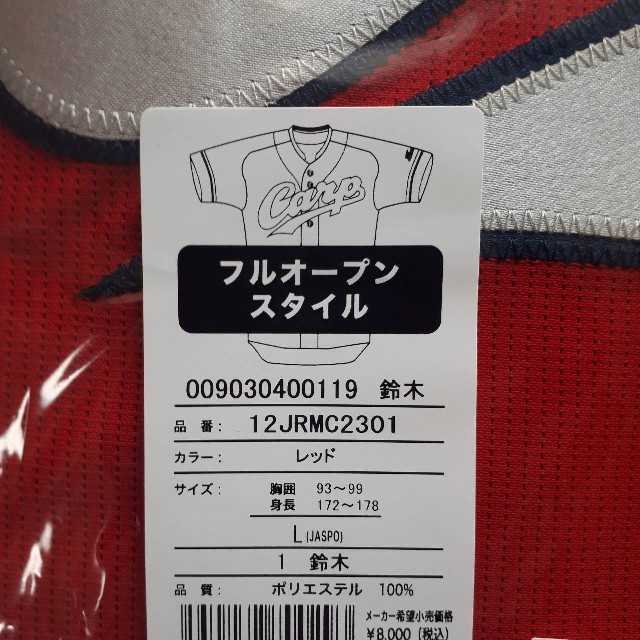 Carp
フルオープン
スタイル
009030400119 鈴木
品番: 12JRMC2301
カラー: レッド
サイズ: 胸囲 93〜99
身長 172〜178
L(JASPO)
1 鈴木
品質: ポリエステル 100%
メーカー希望小売価格
¥8,000(税込)